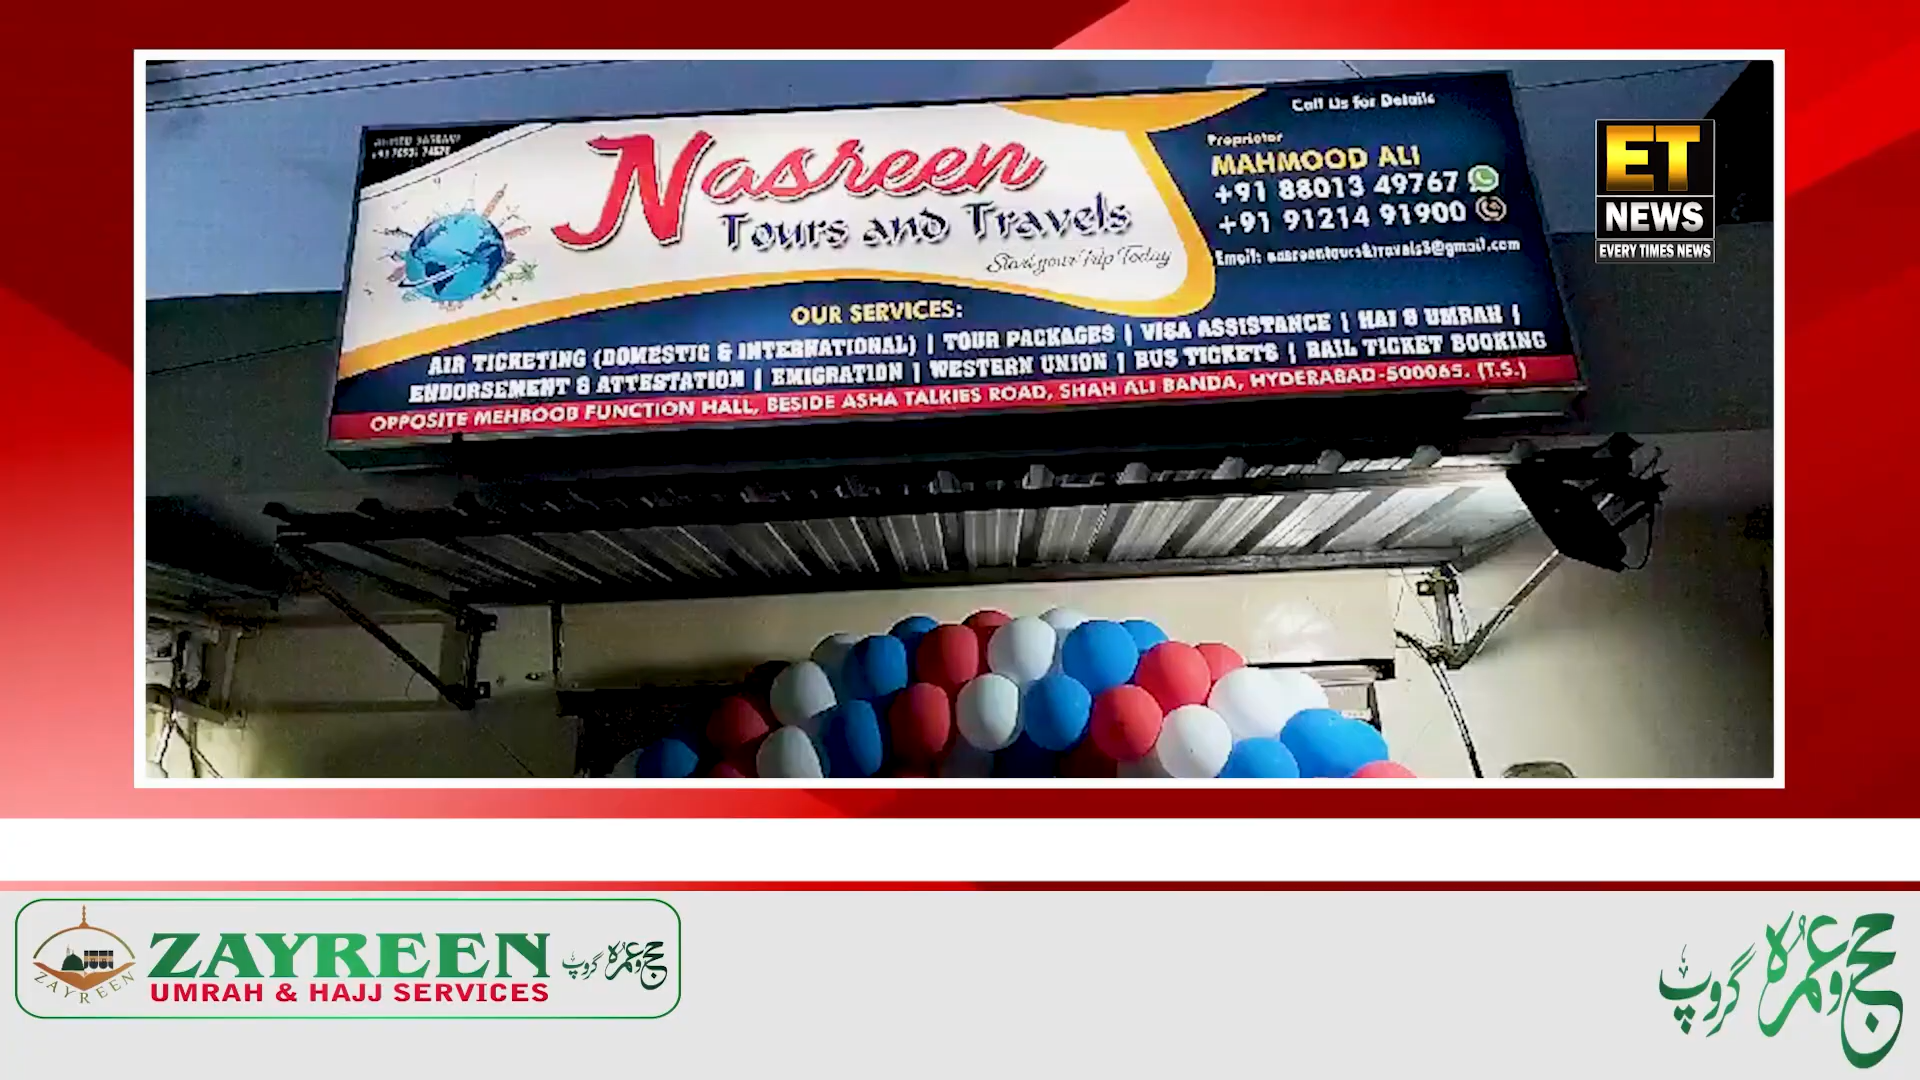 Call Us for Details
Nasreen
Tours and Travels
Start your Trip Today
Proprietor
MAHMOOD ALI
+91 88013 49767
+91 91214 91900
OUR SERVICES:
AIR TICKETING (DOMESTIC & INTERNATIONAL) | TOUR PACKAGES | VISA ASSISTANCE | HAJ & UMRAH |
ENDORSEMENT & ATTESTATION | EMIGRATION | WESTERN UNION | BUS TICKETS | RAIL TICKET BOOKING
OPPOSITE MEHBOOB FUNCTION HALL, BESIDE ASHA TALKIES ROAD, SHAH ALI BANDA, HYDERABAD-500065. (T.S.)
ET
NEWS
EVERY TIMES NEWS
ZAYREEN
ZAYREEN
UMRAH & HAJJ SERVICES
حج و عمرہ گروپ
حج و عمرہ گروپ